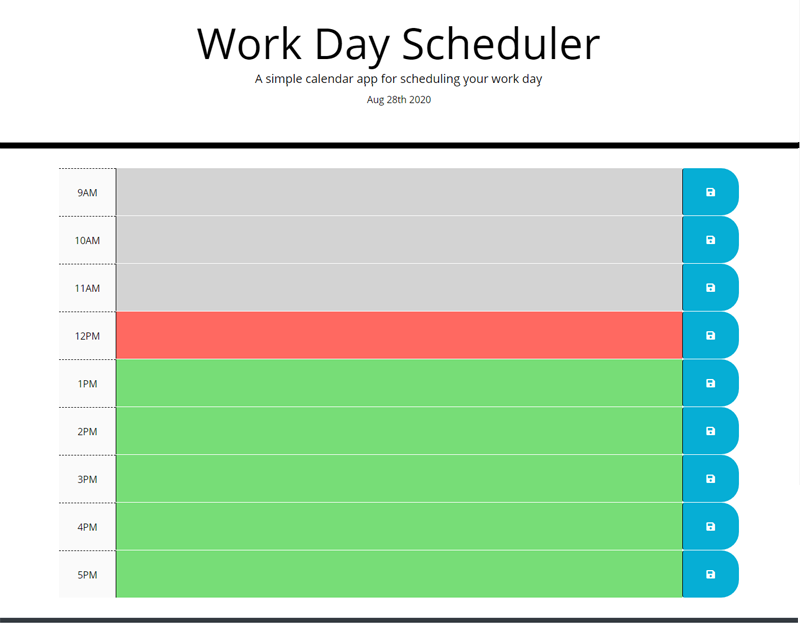 Work Day Scheduler
A simple calendar app for scheduling your work day
Aug 28th 2020
9AM
10AM
11AM
12PM
1PM
2PM
3PM
4PM
5PM